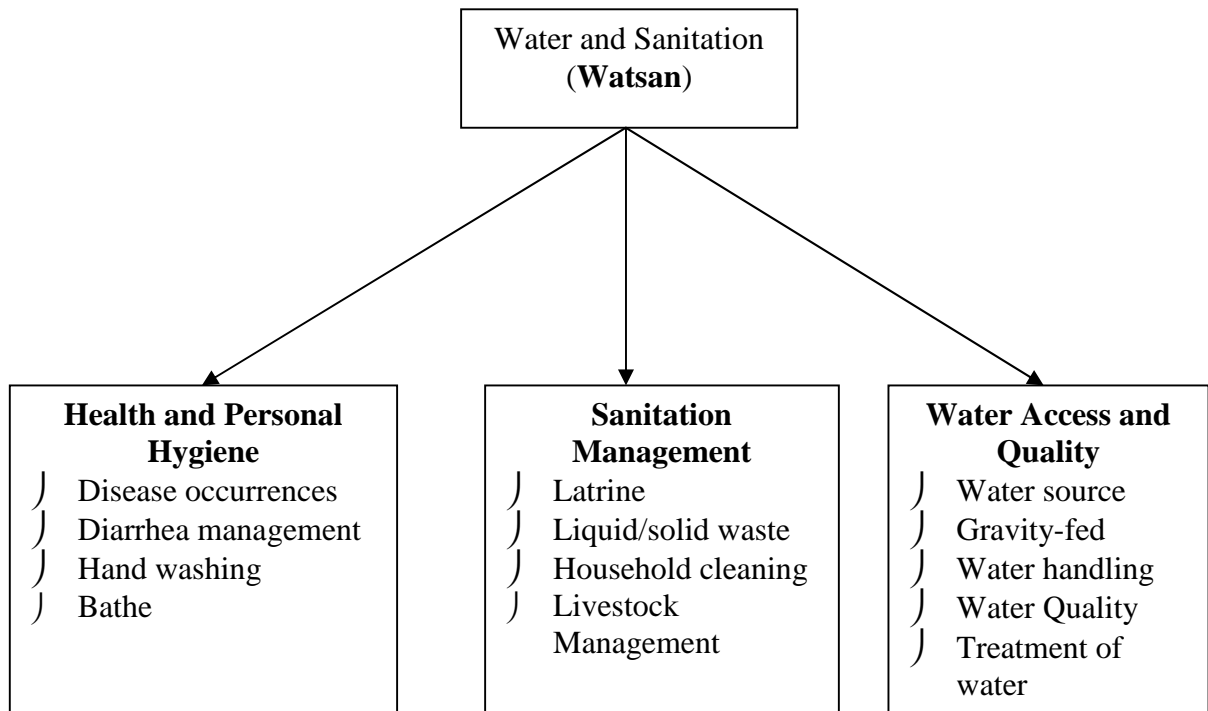 Water and Sanitation
(Watsan)
Health and Personal
Hygiene
Disease occurrences
Diarrhea management
Hand washing
Bathe
Sanitation
Management
Latrine
Liquid/solid waste
Household cleaning
Livestock
Management
Water Access and
Quality
Water source
Gravity-fed
Water handling
Water Quality
Treatment of
water